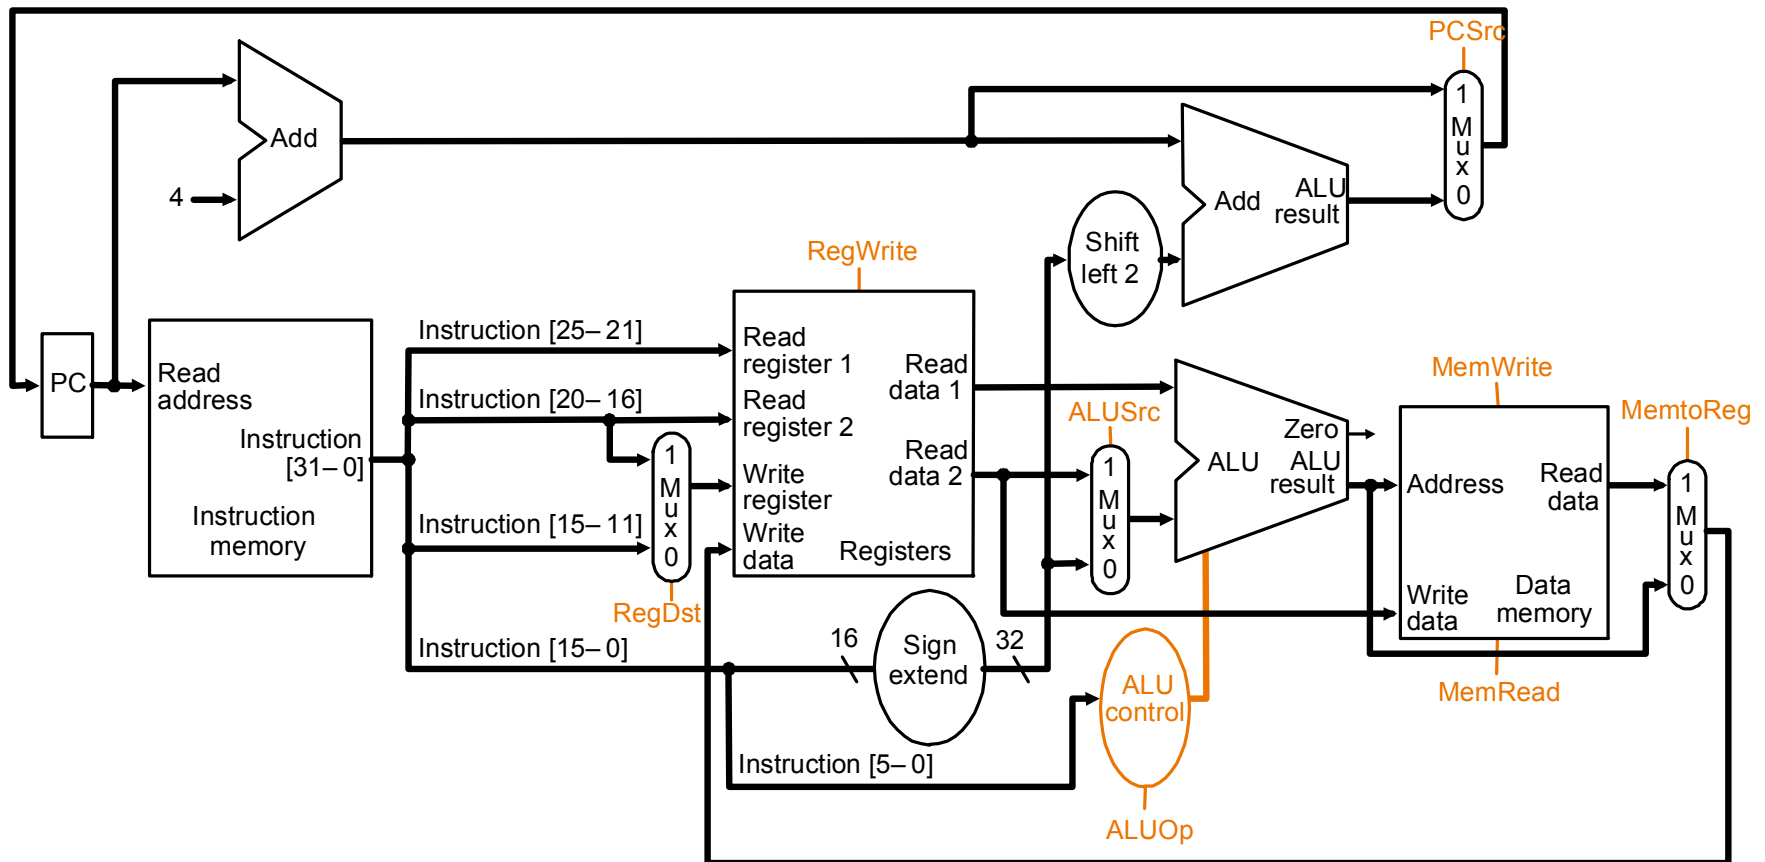 PCSrc
1
M
u
x
0
Add
4
Add
ALU
result
Shift
left 2
RegWrite
PC
Read
address
Instruction
[31–0]
Instruction
memory
Instruction [25–21]
Instruction [20–16]
Instruction [15–11]
Instruction [15–0]
Instruction [5–0]
1
M
u
x
0
RegDst
Read
register 1
Read
register 2
Write
register
Write
data
Read
data 1
Read
data 2
Registers
16
Sign
extend
32
ALUSrc
1
M
u
x
0
ALU
Zero
ALU
result
ALU
control
ALUOp
MemWrite
Address
Read
data
Write
data
Data
memory
MemRead
MemtoReg
1
M
u
x
0